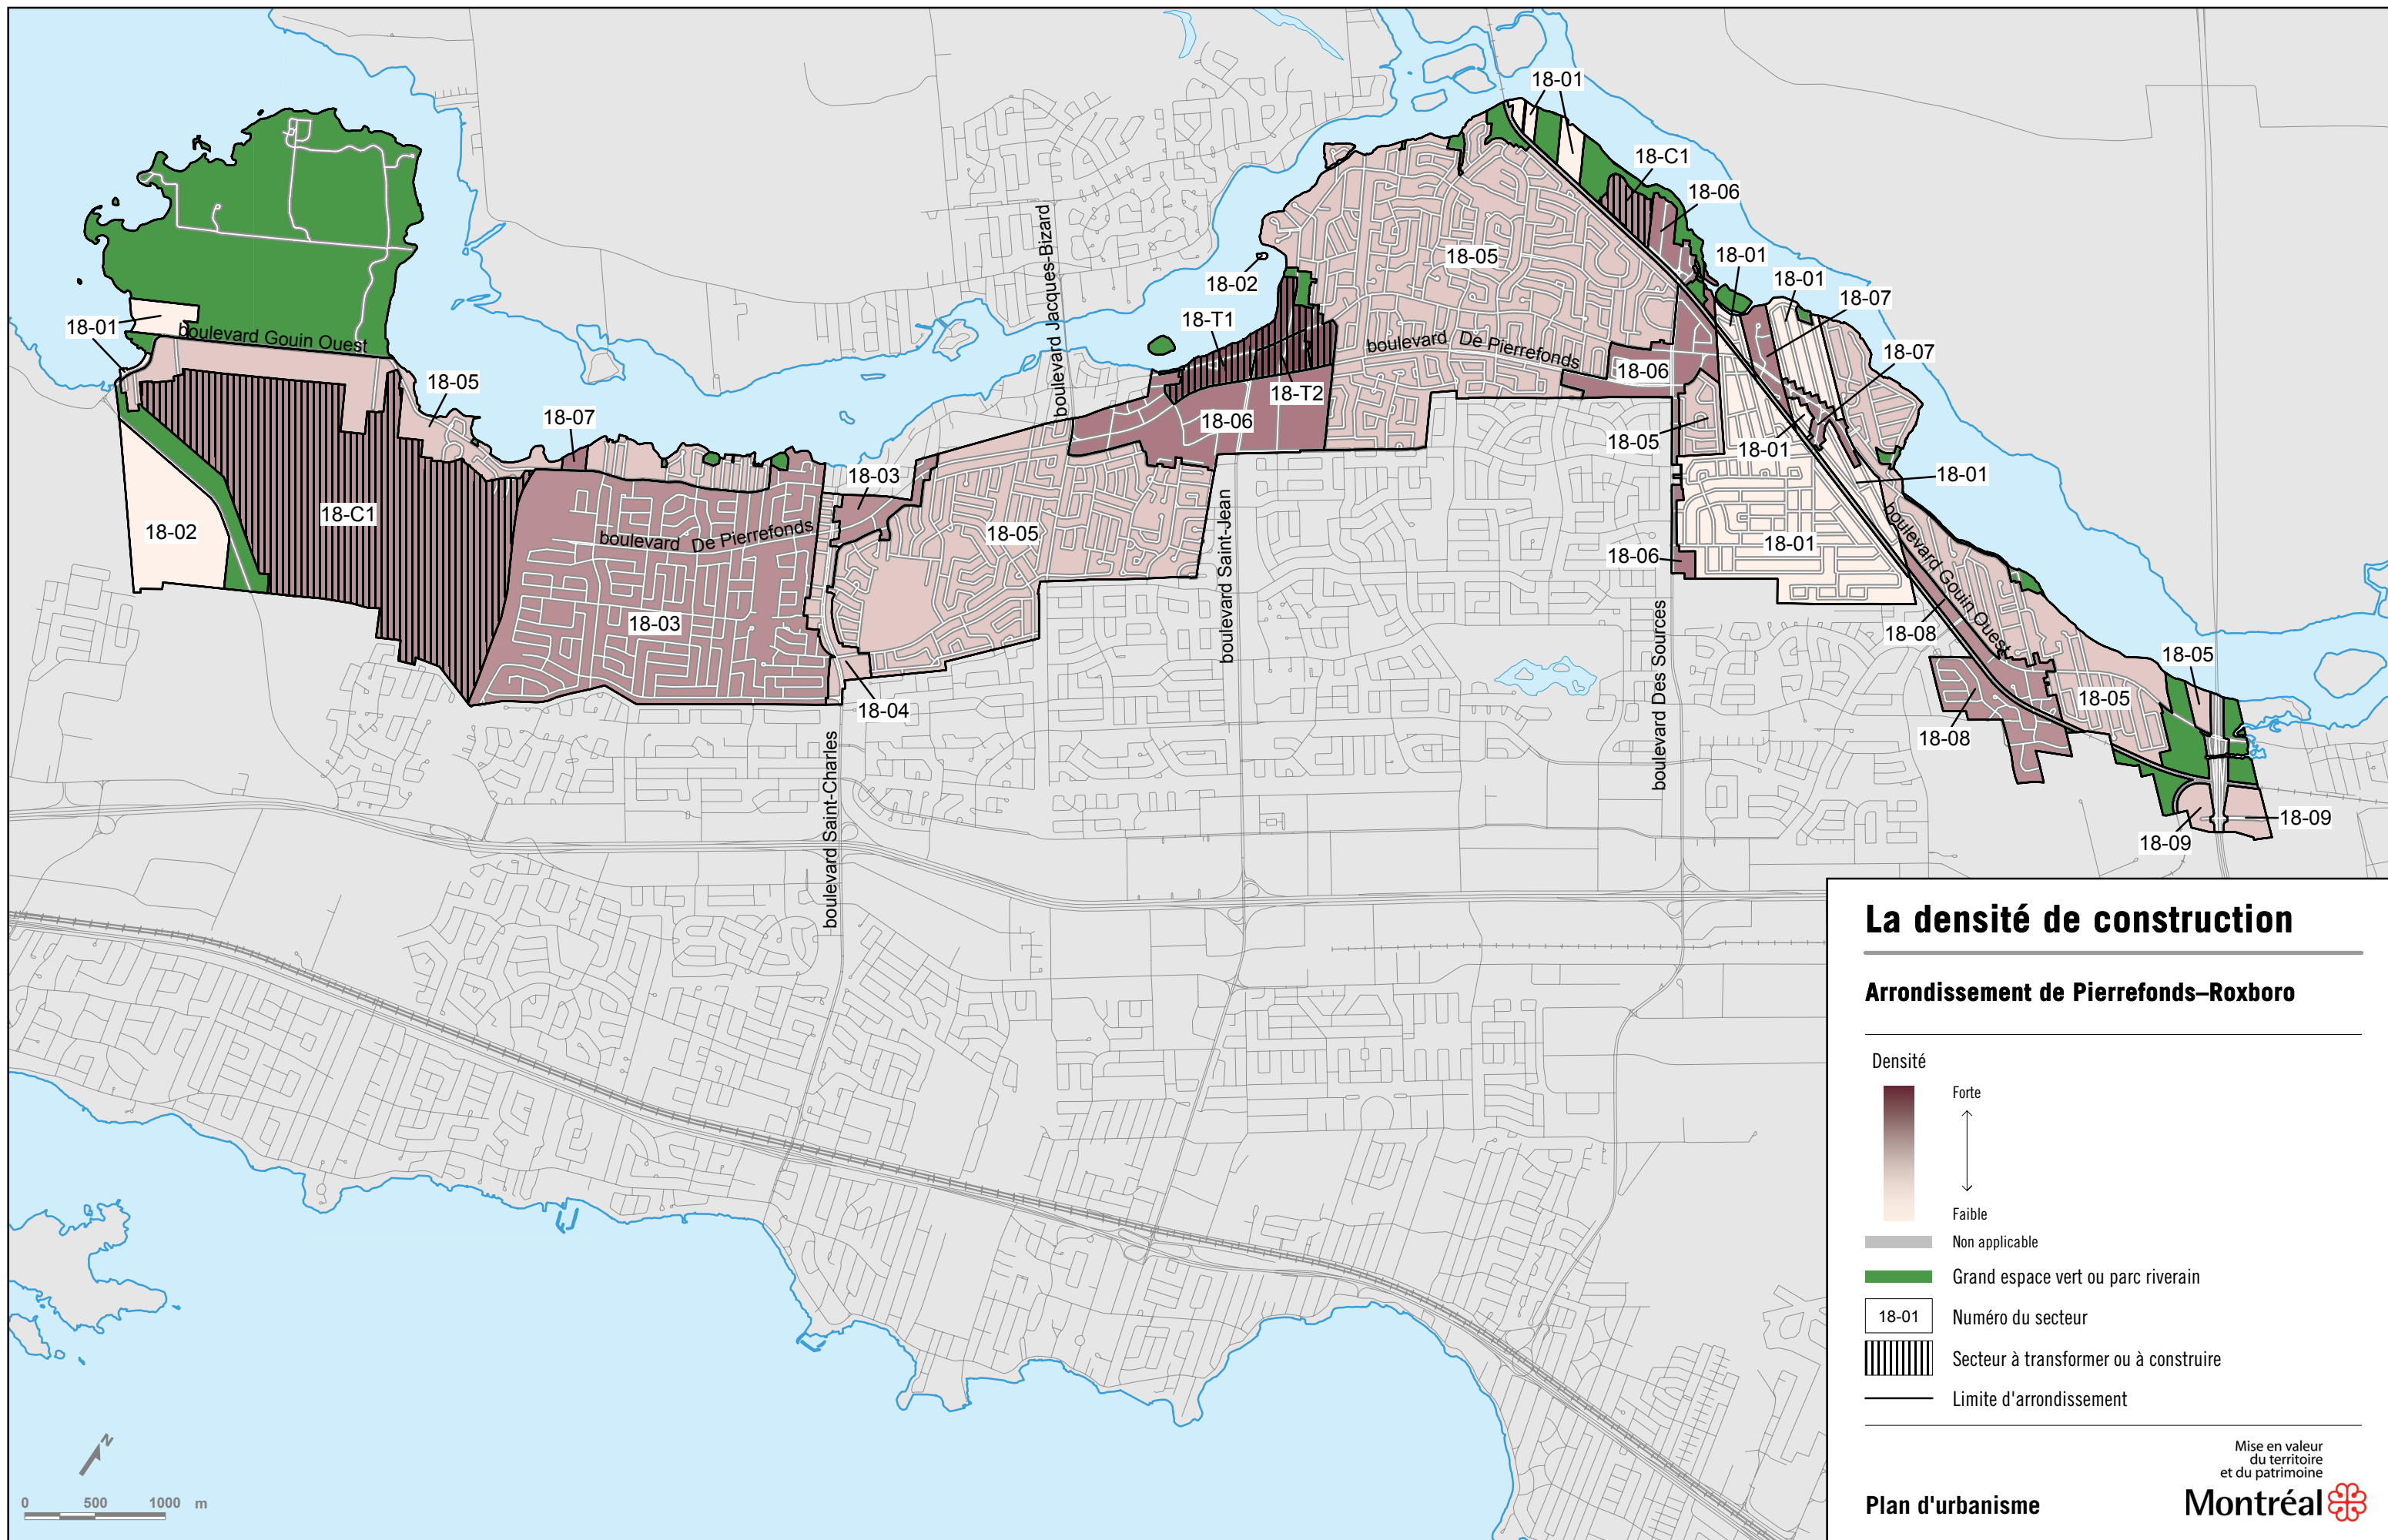 18-01
18-C1
18-06
18-01
18-01
18-05
18-02
18-07
18-01
boulevard Gouin Ouest
boulevard Jacques-Bizard
18-T1
boulevard De Pierrefonds
18-07
18-05
18-06
18-T2
18-07
18-06
18-05
18-01
18-03
18-01
18-C1
18-02
boulevard De Pierrefonds
18-05
boulevard Saint-Jean
18-01
18-06
boulevard Gouin Ouest
18-03
18-08
18-05
18-04
boulevard Des Sources
18-05
18-08
boulevard Saint-Charles
18-09
18-09
La densité de construction
Arrondissement de Pierrefonds–Roxboro
Densité
Forte
Faible
Non applicable
Grand espace vert ou parc riverain
18-01
Numéro du secteur
Secteur à transformer ou à construire
Limite d'arrondissement
Mise en valeur
du territoire
et du patrimoine
Plan d'urbanisme
Montréal
N
0 500 1000 m